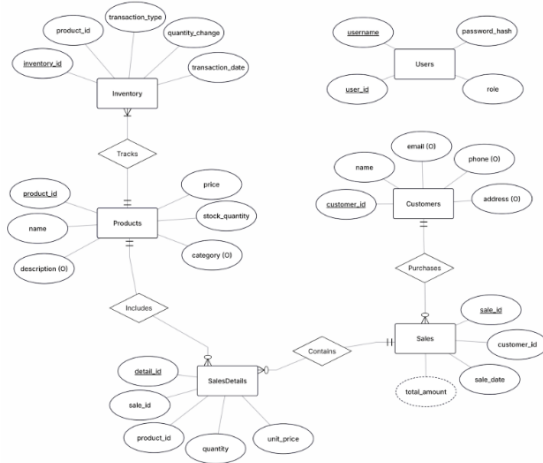 transaction_type
product_id
quantity_change
inventory_id
transaction_date
Inventory
Tracks
product_id
price
name
Products
stock_quantity
description (O)
category (O)
Includes
username
password_hash
Users
user_id
role
email (O)
name
phone (O)
customer_id
Customers
address (O)
Purchases
sale_id
Sales
customer_id
total_amount
sale_date
Contains
detail_id
SalesDetails
sale_id
product_id
quantity
unit_price